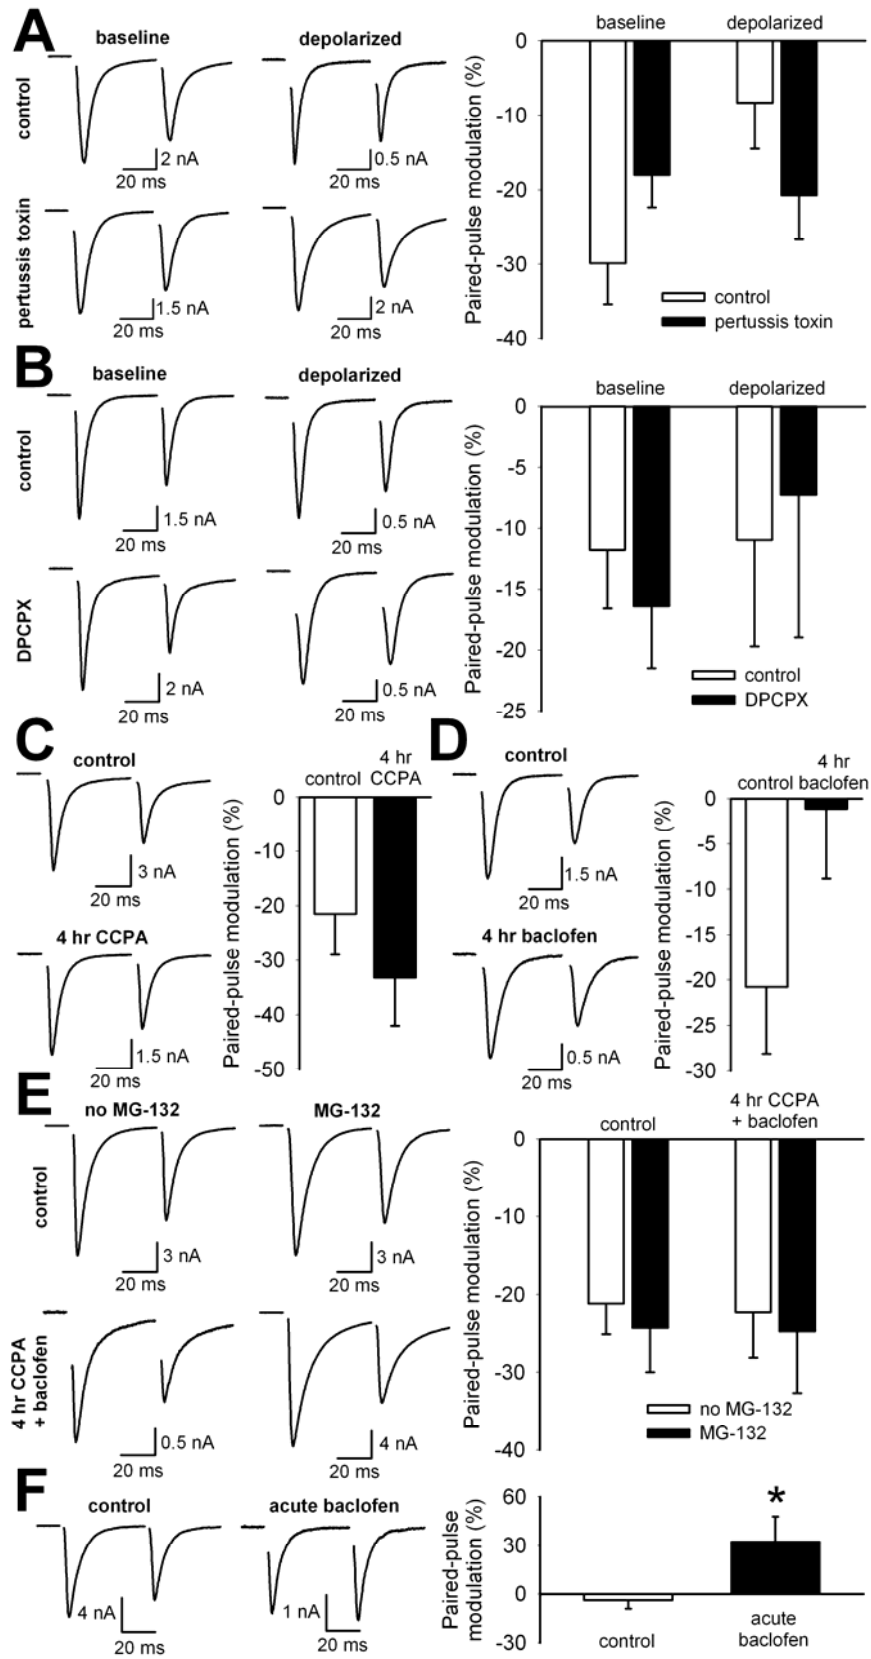 A
baseline
depolarized
control
2 nA
20 ms
0.5 nA
20 ms
pertussis toxin
1.5 nA
20 ms
2 nA
20 ms
baseline
depolarized
Paired-pulse modulation (%)
0
-10
-20
-30
-40
control
pertussis toxin
B
baseline
depolarized
control
1.5 nA
20 ms
0.5 nA
20 ms
DPCPX
2 nA
20 ms
0.5 nA
20 ms
baseline
depolarized
Paired-pulse modulation (%)
0
-5
-10
-15
-20
-25
control
DPCPX
C
control
3 nA
20 ms
4 hr CCPA
1.5 nA
20 ms
control
4 hr
CCPA
Paired-pulse modulation (%)
0
-10
-20
-30
-40
-50
D
control
1.5 nA
20 ms
4 hr baclofen
0.5 nA
20 ms
4 hr
control baclofen
Paired-pulse modulation (%)
0
-5
-10
-15
-20
-25
-30
E
no MG-132
MG-132
control
3 nA
20 ms
3 nA
20 ms
4 hr CCPA
+ baclofen
0.5 nA
20 ms
4 nA
20 ms
control
4 hr CCPA
+ baclofen
Paired-pulse modulation (%)
0
-10
-20
-30
-40
no MG-132
MG-132
F
control
acute baclofen
4 nA
20 ms
1 nA
20 ms
Paired-pulse
modulation (%)
60
30
0
-30
*
control
acute
baclofen